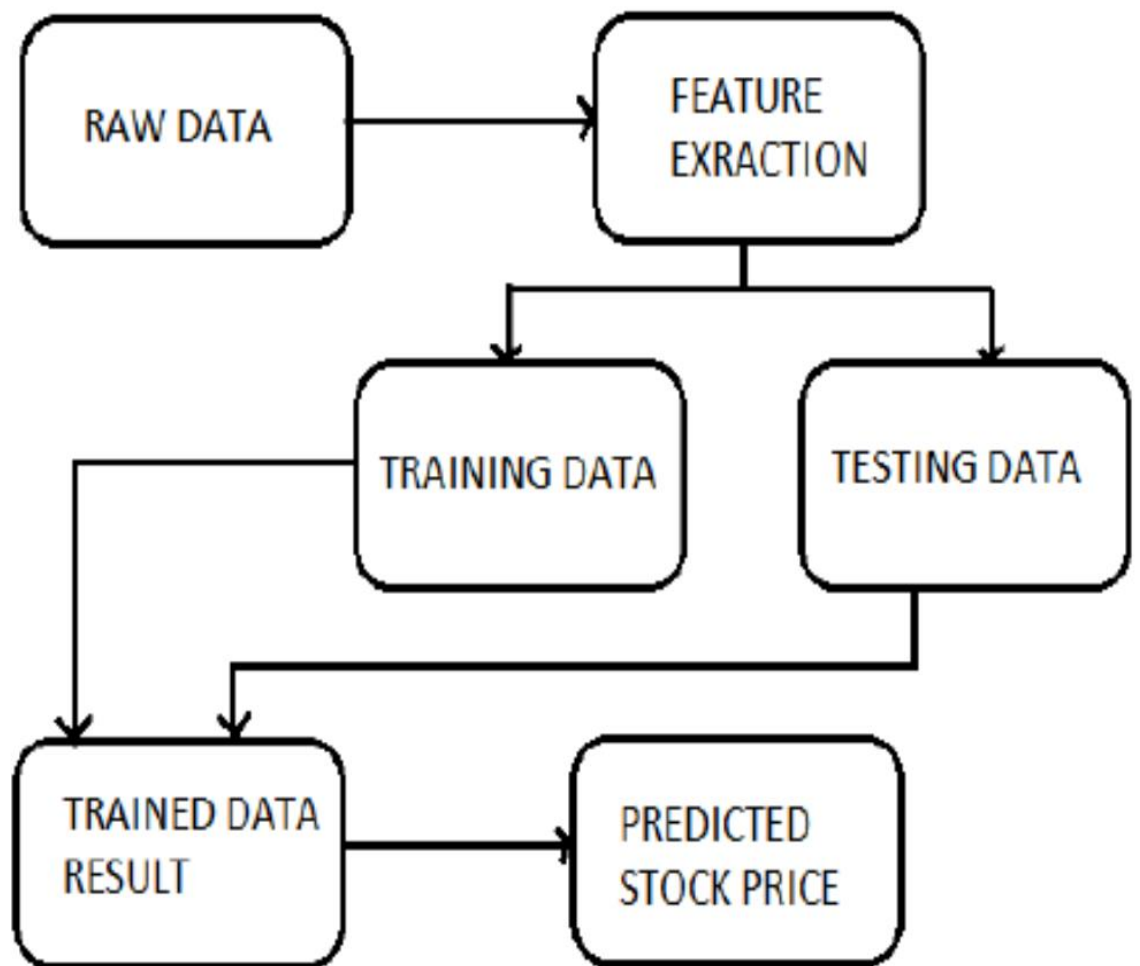 RAW DATA
FEATURE
EXRACTION
TRAINING DATA
TESTING DATA
TRAINED DATA
RESULT
PREDICTED
STOCK PRICE